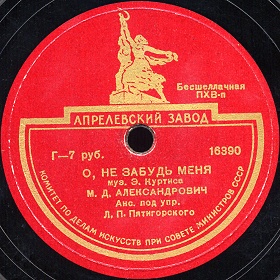 Бесшеллачная
ПХВ-п
АПРЕЛЕВСКИЙ ЗАВОД
Г—7 руб. 16390
О, НЕ ЗАБУДЬ МЕНЯ
муз. Э. Куртиса
М. Д. АЛЕКСАНДРОВИЧ
Анс. под упр.
Л. П. Пятигорского
КОМИТЕТ ПО ДЕЛАМ ИСКУССТВ ПРИ СОВЕТЕ МИНИСТРОВ СССР